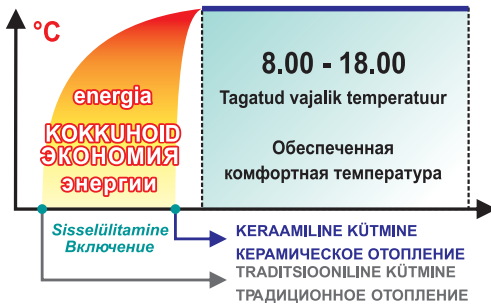 °C
8.00 - 18.00
Tagatud vajalik temperatuur
Обеспеченная
комфортная температура
energia
KOKKUHOID
ЭКОНОМИЯ
энергии
Sisselülitamine
Включение
KERAAMILINE KÜTMINE
КЕРАМИЧЕСКОЕ ОТОПЛЕНИЕ
TRADITSIOONILINE KÜTMINE
ТРАДИЦИОННОЕ ОТОПЛЕНИЕ